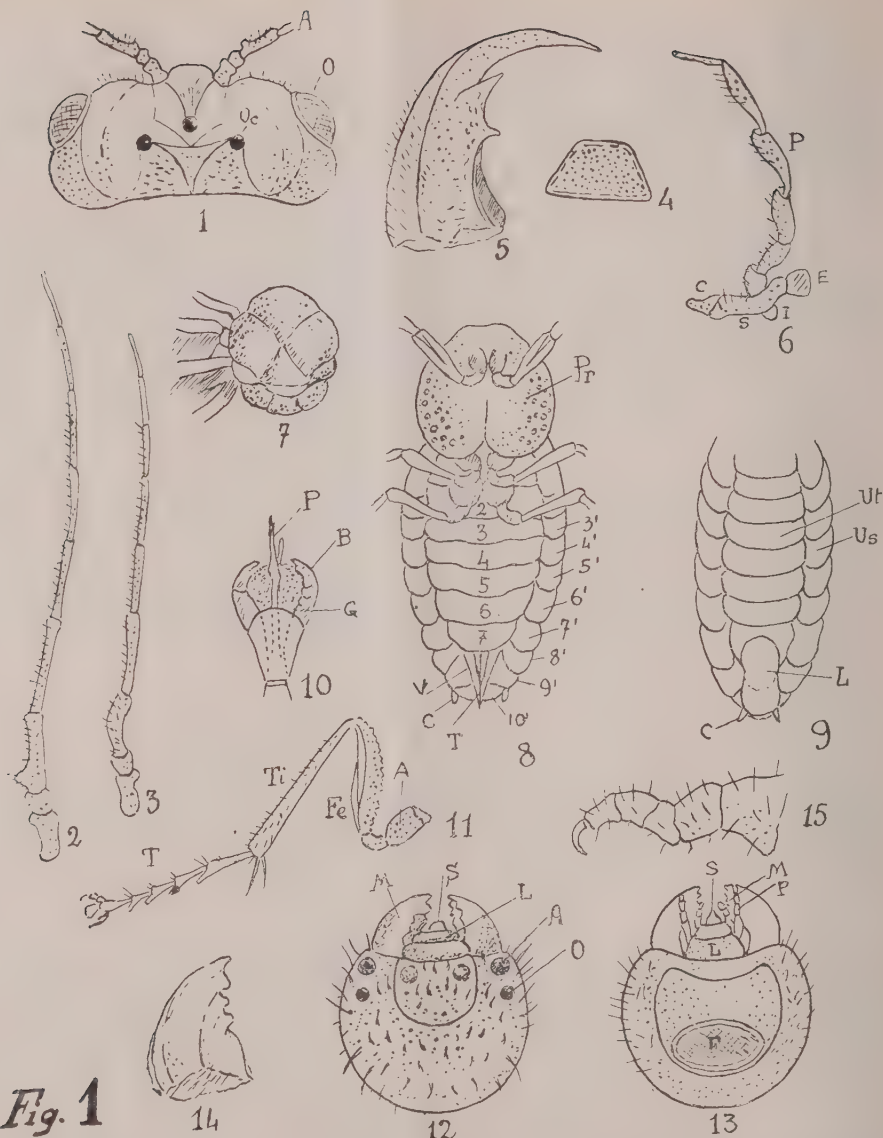 A
O
Oc
1
5
4
P
C
S
I
E
6
7
Pr
2
3
4
5
6
7
3'
4'
5'
6'
7'
8'
9'
10'
V
C
T
8
Ut
Us
L
C
9
P
B
G
10
2
3
Ti
Fe
A
T
11
15
M
S
L
A
O
12
S
M
P
L
F
13
14
Fig. 1